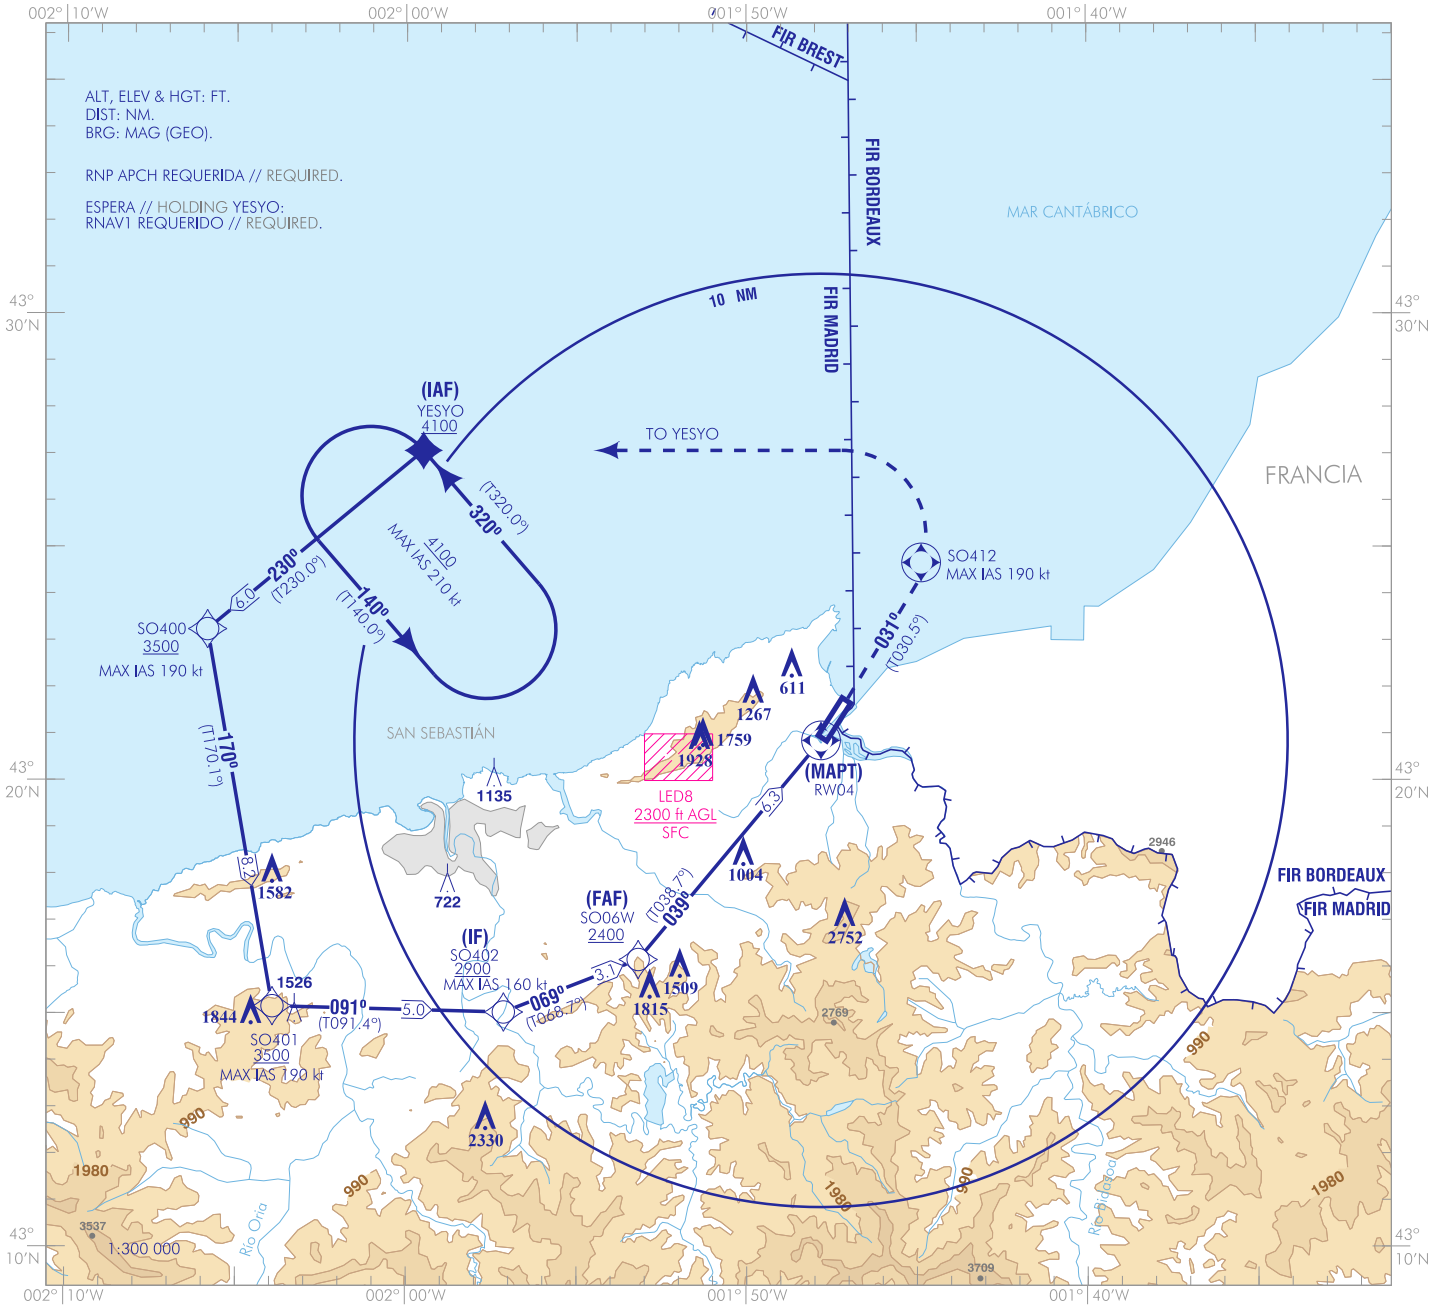 002° 10'W
002° 00'W
001° 50'W
001° 40'W
FIR BREST
ALT, ELEV & HGT: FT.
DIST: NM.
BRG: MAG (GEO).
RNP APCH REQUERIDA // REQUIRED.
ESPERA // HOLDING YESYO:
RNAV1 REQUERIDO // REQUIRED.
FIR BORDEAUX
MAR CANTÁBRICO
43°
30'N
43°
30'N
10 NM
FIR MADRID
(IAF)
YESYO
4100
TO YESYO
FRANCIA
(T320.0°)
320º
4100
MAX IAS 210 kt
230º
(T230.0°)
6.0
140º
(T140.0°)
SO412
MAX IAS 190 kt
SO400
3500
MAX IAS 190 kt
031º
(T030.5°)
611
1267
1759
1928
SAN SEBASTIÁN
170º
(T170.1°)
(MAPT)
RW04
43°
20'N
43°
20'N
1135
LED8
2300 ft AGL
SFC
6.3
2946
1004
8.2
1582
722
FIR BORDEAUX
FIR MADRID
(FAF)
SO06W
2400
(T038.7°)
039º
2752
(IF)
SO402
2900
MAX IAS 160 kt
3.1
1509
1815
069º
(T068.7°)
1526
1844
091º
(T091.4°)
5.0
SO401
3500
MAX IAS 190 kt
2769
990
990
2330
1980
990
990
1980
1980
Río Oria
Río Bidasoa
3537
1:300 000
3709
43°
10'N
43°
10'N
002° 10'W
002° 00'W
001° 50'W
001° 40'W